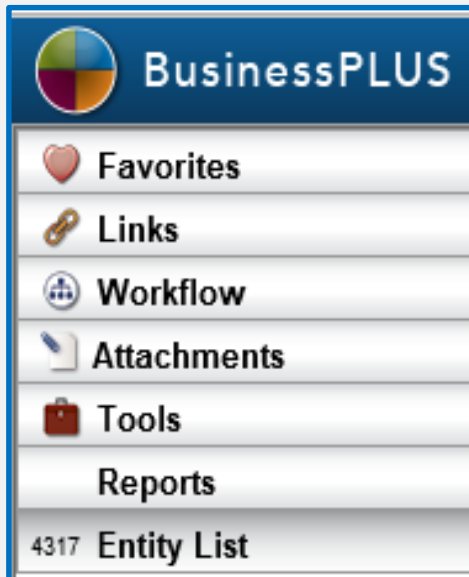 BusinessPLUS
Favorites
Links
Workflow
Attachments
Tools
Reports
4317 Entity List